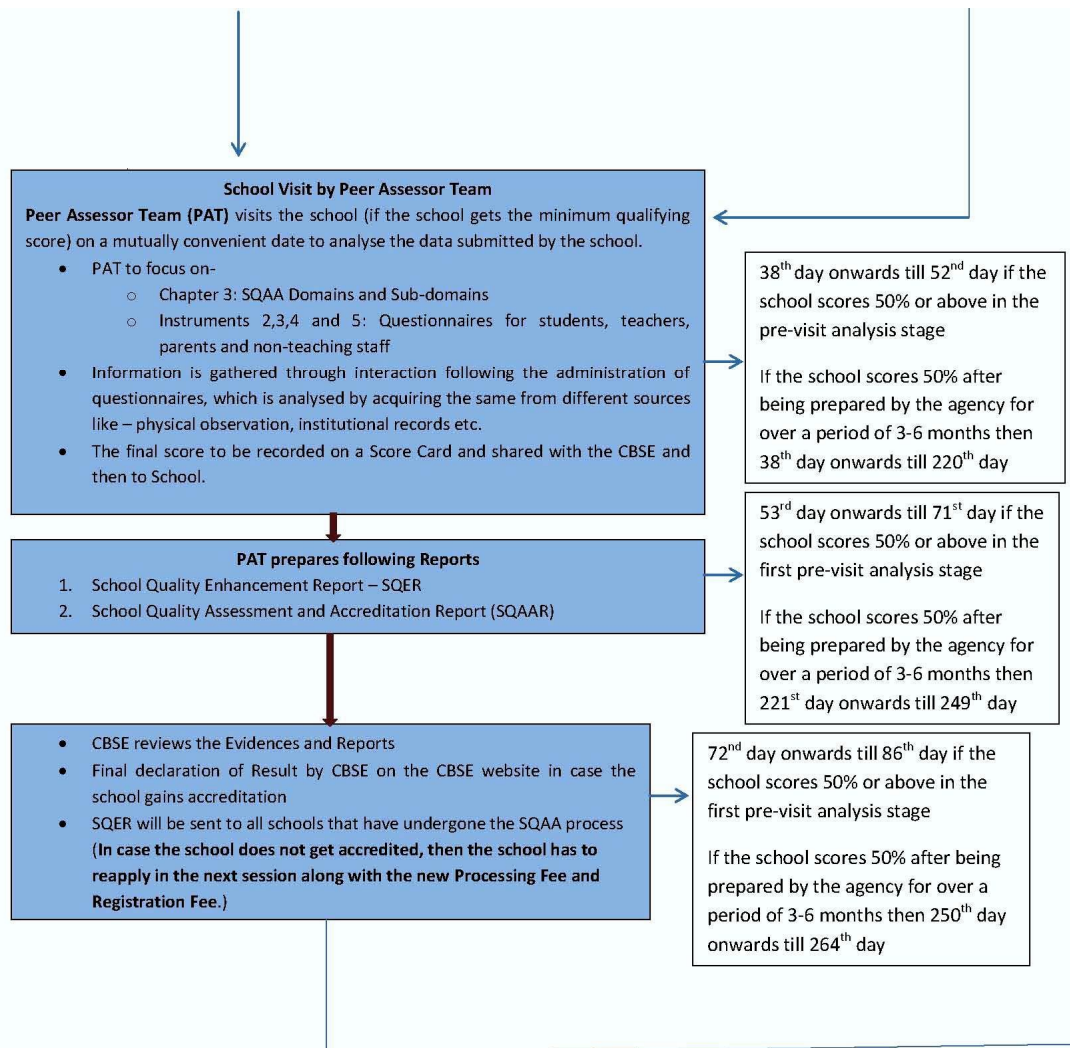 School Visit by Peer Assessor Team
Peer Assessor Team (PAT) visits the school (if the school gets the minimum qualifying
score) on a mutually convenient date to analyse the data submitted by the school.
• PAT to focus on-
o Chapter 3: SQAA Domains and Sub-domains
o Instruments 2,3,4 and 5: Questionnaires for students, teachers,
parents and non-teaching staff
• Information is gathered through interaction following the administration of
questionnaires, which is analysed by acquiring the same from different sources
like – physical observation, institutional records etc.
• The final score to be recorded on a Score Card and shared with the CBSE and
then to School.
38th day onwards till 52nd day if the
school scores 50% or above in the
pre-visit analysis stage
If the school scores 50% after
being prepared by the agency for
over a period of 3-6 months then
38th day onwards till 220th day
PAT prepares following Reports
1. School Quality Enhancement Report – SQER
2. School Quality Assessment and Accreditation Report (SQAAR)
53rd day onwards till 71st day if the
school scores 50% or above in the
first pre-visit analysis stage
If the school scores 50% after
being prepared by the agency for
over a period of 3-6 months then
221st day onwards till 249th day
• CBSE reviews the Evidences and Reports
• Final declaration of Result by CBSE on the CBSE website in case the
school gains accreditation
• SQER will be sent to all schools that have undergone the SQAA process
(In case the school does not get accredited, then the school has to
reapply in the next session along with the new Processing Fee and
Registration Fee.)
72nd day onwards till 86th day if the
school scores 50% or above in the
first pre-visit analysis stage
If the school scores 50% after being
prepared by the agency for over a
period of 3-6 months then 250th day
onwards till 264th day